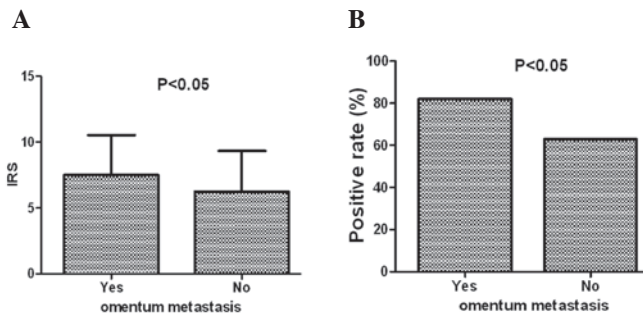 A
P<0.05
15
10
5
0
IRS
Yes No
omentum metastasis
B
P<0.05
100
80
60
40
20
0
Positive rate (%)
Yes No
omentum metastasis